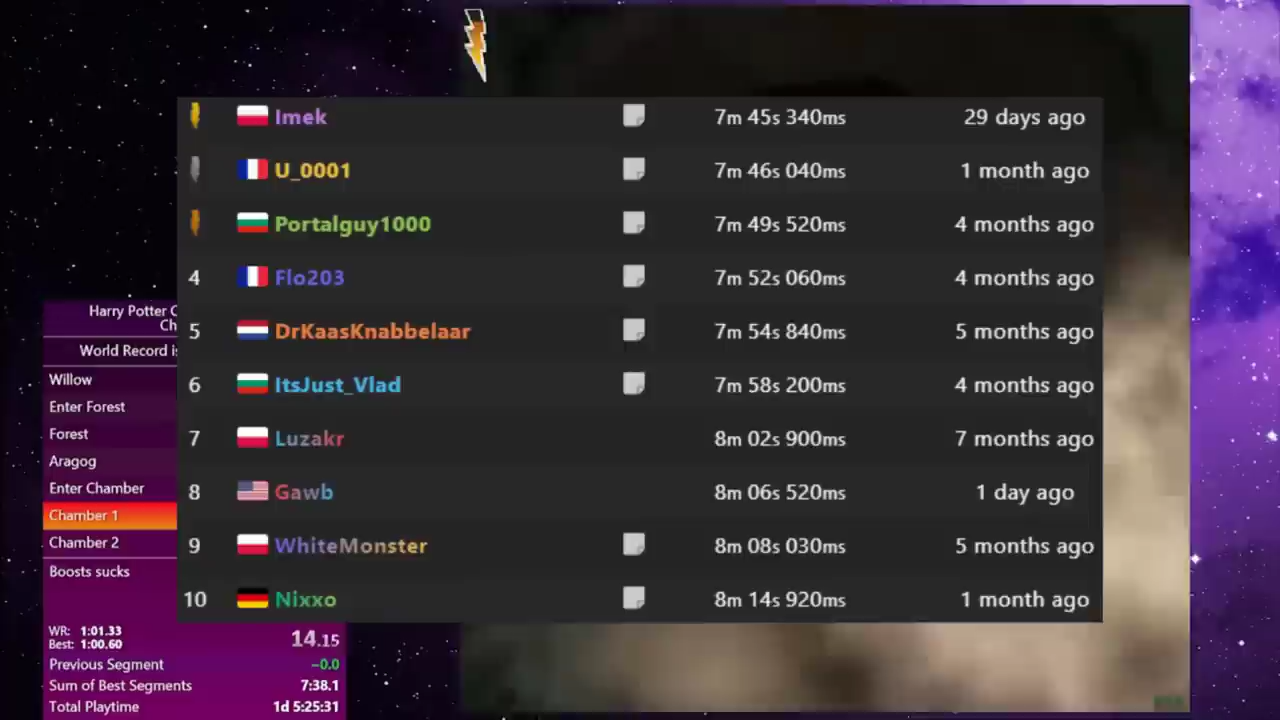 Imek 7m 45s 340ms 29 days ago
U_0001 7m 46s 040ms 1 month ago
Portalguy1000 7m 49s 520ms 4 months ago
4 Flo203 7m 52s 060ms 4 months ago
5 DrKaasKnabbelaar 7m 54s 840ms 5 months ago
6 ItsJust_Vlad 7m 58s 200ms 4 months ago
7 Luzakr 8m 02s 900ms 7 months ago
8 Gawb 8m 06s 520ms 1 day ago
9 WhiteMonster 8m 08s 030ms 5 months ago
10 Nixxo 8m 14s 920ms 1 month ago
Harry Potter C
Ch
World Record is
Willow
Enter Forest
Forest
Aragog
Enter Chamber
Chamber 1
Chamber 2
Boosts sucks
WR: 1:01.33
Best: 1:00.60
14.15
Previous Segment −0.0
Sum of Best Segments 7:38.1
Total Playtime 1d 5:25:31